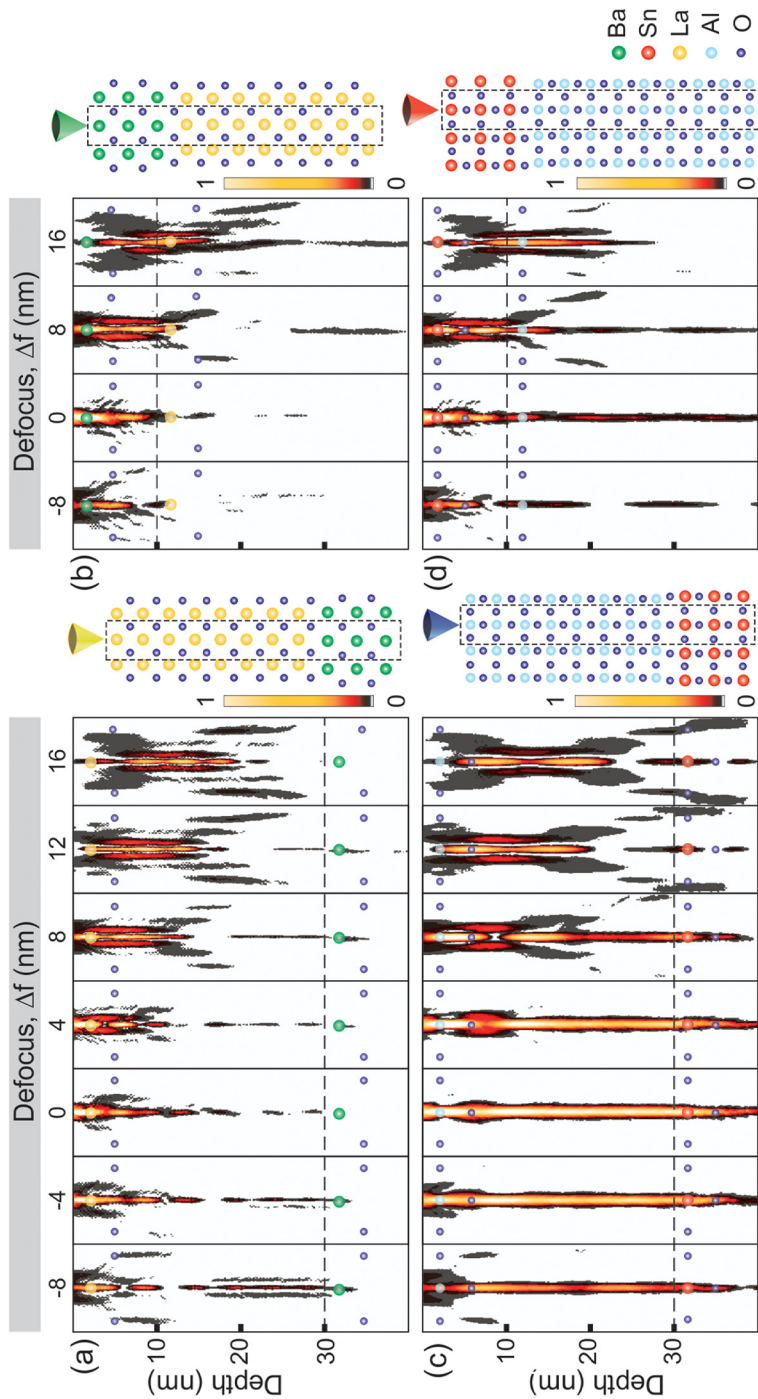 Defocus, Δf (nm)
-8 -4 0 4 8 12 16
(a)
10
20
30
Depth (nm)
1
0
Defocus, Δf (nm)
-8 0 8 16
(b)
1
0
(c)
10
20
30
Depth (nm)
1
0
(d)
1
0
Ba
Sn
La
Al
O